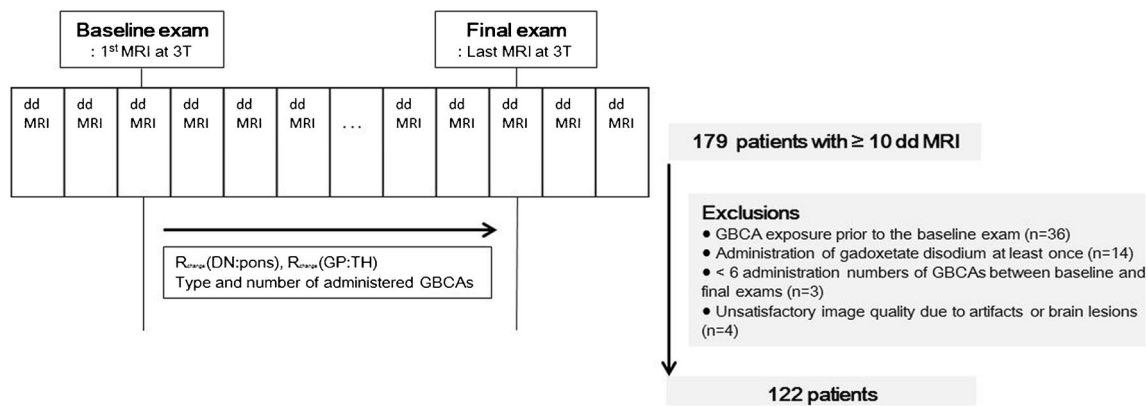 Baseline exam
: 1st MRI at 3T
Final exam
: Last MRI at 3T
dd dd dd dd dd dd dd dd dd dd dd
MRI MRI MRI MRI MRI MRI ... MRI MRI MRI MRI MRI
Rchange(DN:pons), Rchange(GP:TH)
Type and number of administered GBCAs
179 patients with ≥ 10 dd MRI
Exclusions
● GBCA exposure prior to the baseline exam (n=36)
● Administration of gadoxetate disodium at least once (n=14)
● < 6 administration numbers of GBCAs between baseline and
final exams (n=3)
● Unsatisfactory image quality due to artifacts or brain lesions
(n=4)
122 patients